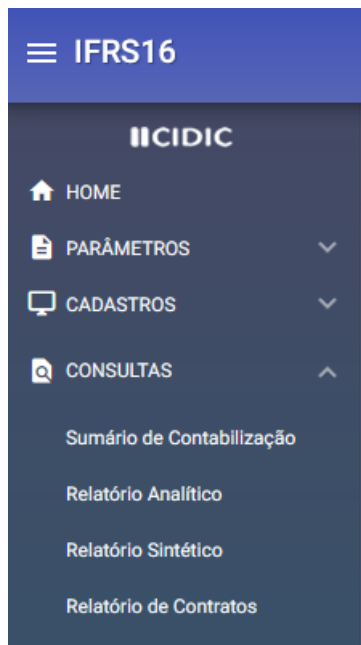 IFRS16
CIDIC
HOME
PARÂMETROS
CADASTROS
CONSULTAS
Sumário de Contabilização
Relatório Analítico
Relatório Sintético
Relatório de Contratos